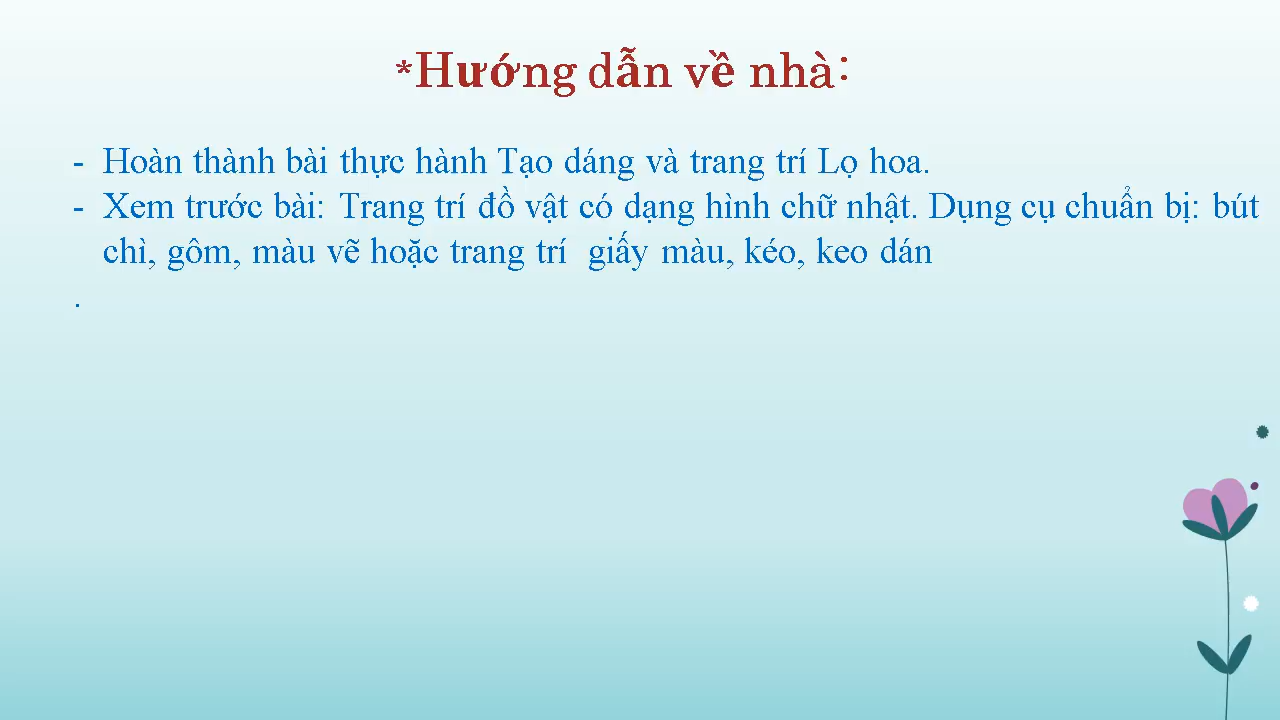 *Hướng dẫn về nhà:
- Hoàn thành bài thực hành Tạo dáng và trang trí Lọ hoa.
- Xem trước bài: Trang trí đồ vật có dạng hình chữ nhật. Dụng cụ chuẩn bị: bút
chì, gôm, màu vẽ hoặc trang trí  giấy màu, kéo, keo dán
.